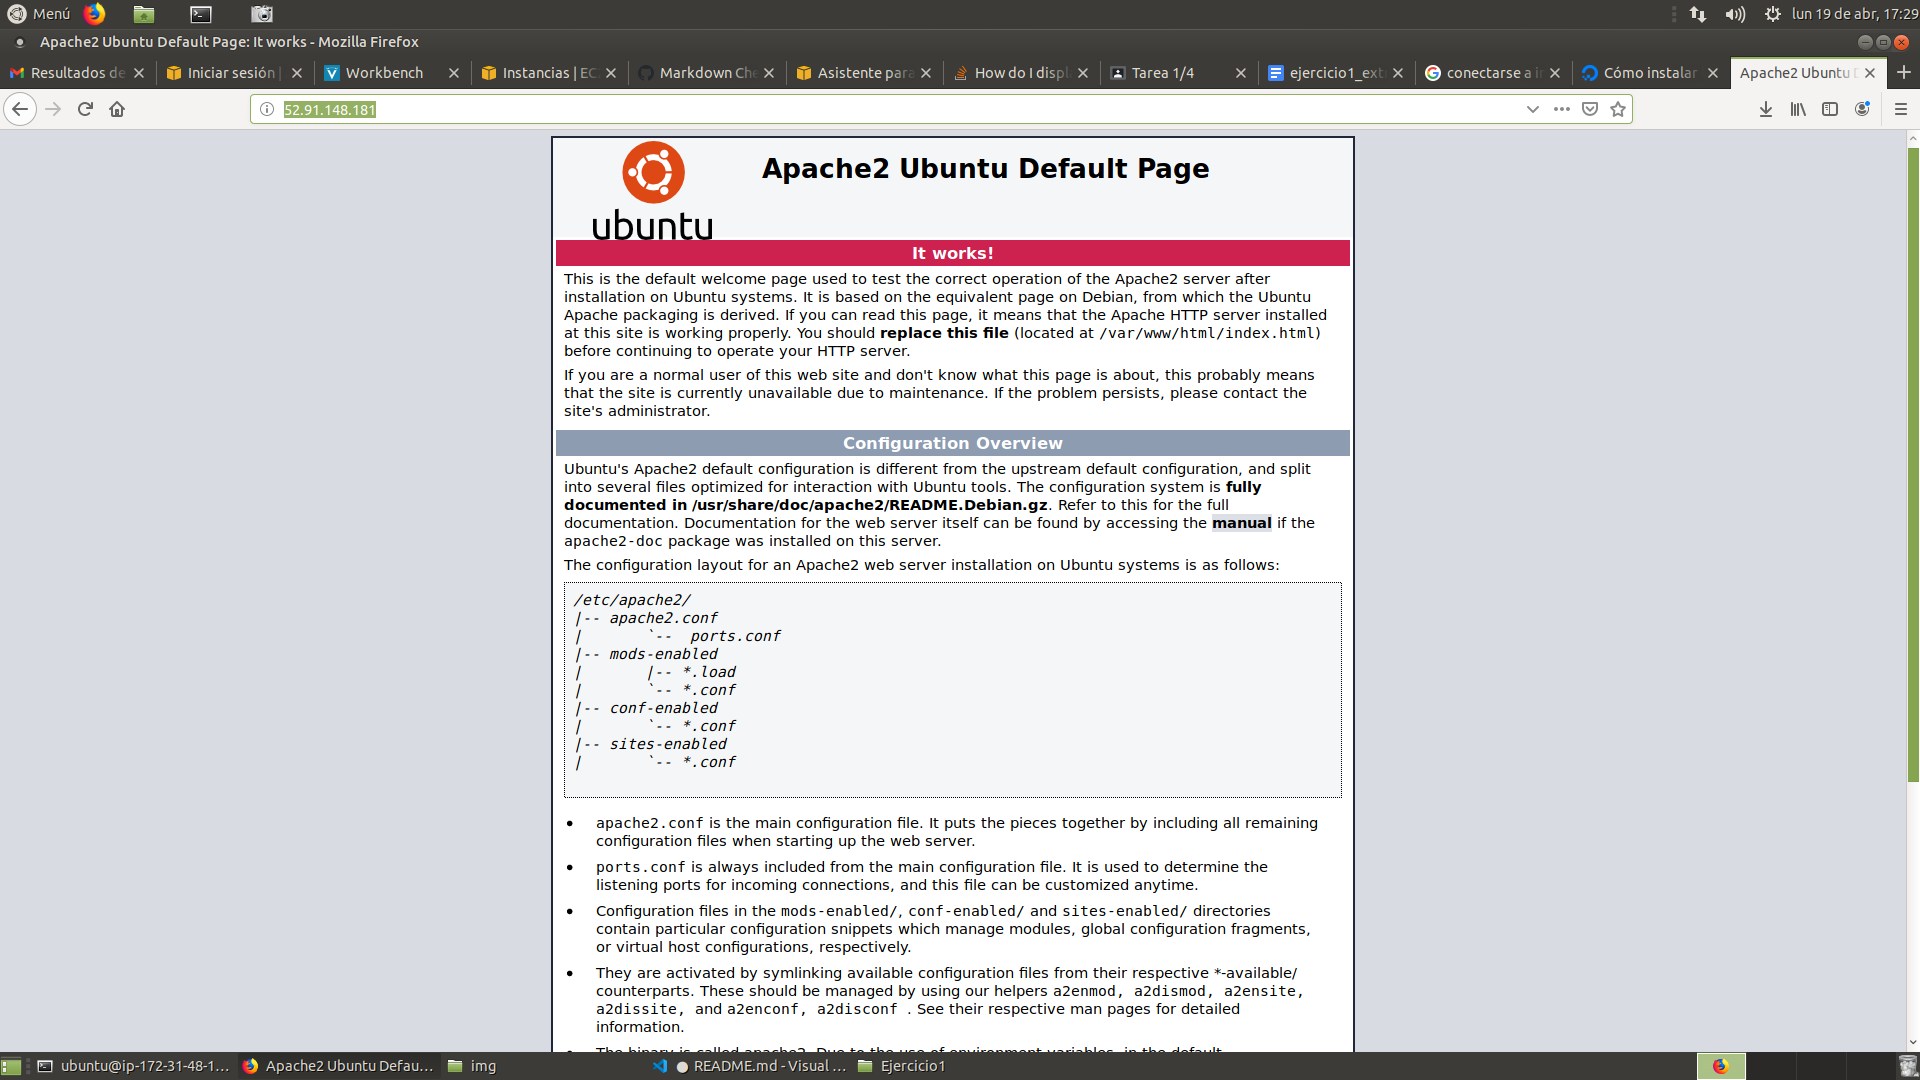 Menú
lun 19 de abr, 17:29
Apache2 Ubuntu Default Page: It works - Mozilla Firefox
Resultados de
Iniciar sesión |
Workbench
Instancias | EC
Markdown Che
Asistente para
How do I displ
Tarea 1/4
ejercicio1_ext
conectarse a i
Cómo instalar
Apache2 Ubuntu D
52.91.148.181
ubuntu
Apache2 Ubuntu Default Page
It works!
This is the default welcome page used to test the correct operation of the Apache2 server after
installation on Ubuntu systems. It is based on the equivalent page on Debian, from which the Ubuntu
Apache packaging is derived. If you can read this page, it means that the Apache HTTP server installed
at this site is working properly. You should replace this file (located at /var/www/html/index.html)
before continuing to operate your HTTP server.
If you are a normal user of this web site and don't know what this page is about, this probably means
that the site is currently unavailable due to maintenance. If the problem persists, please contact the
site's administrator.
Configuration Overview
Ubuntu's Apache2 default configuration is different from the upstream default configuration, and split
into several files optimized for interaction with Ubuntu tools. The configuration system is fully
documented in /usr/share/doc/apache2/README.Debian.gz. Refer to this for the full
documentation. Documentation for the web server itself can be found by accessing the manual if the
apache2-doc package was installed on this server.
The configuration layout for an Apache2 web server installation on Ubuntu systems is as follows:
/etc/apache2/
|-- apache2.conf
|       `--  ports.conf
|-- mods-enabled
|       |-- *.load
|       `-- *.conf
|-- conf-enabled
|       `-- *.conf
|-- sites-enabled
|       `-- *.conf
• apache2.conf is the main configuration file. It puts the pieces together by including all remaining
configuration files when starting up the web server.
• ports.conf is always included from the main configuration file. It is used to determine the
listening ports for incoming connections, and this file can be customized anytime.
• Configuration files in the mods-enabled/, conf-enabled/ and sites-enabled/ directories
contain particular configuration snippets which manage modules, global configuration fragments,
or virtual host configurations, respectively.
• They are activated by symlinking available configuration files from their respective *-available/
counterparts. These should be managed by using our helpers a2enmod, a2dismod, a2ensite,
a2dissite, and a2enconf, a2disconf . See their respective man pages for detailed
information.
• The binary is called apache2. Due to the use of environment variables, in the default
ubuntu@ip-172-31-48-1...
Apache2 Ubuntu Defau...
img
● README.md - Visual ...
Ejercicio1